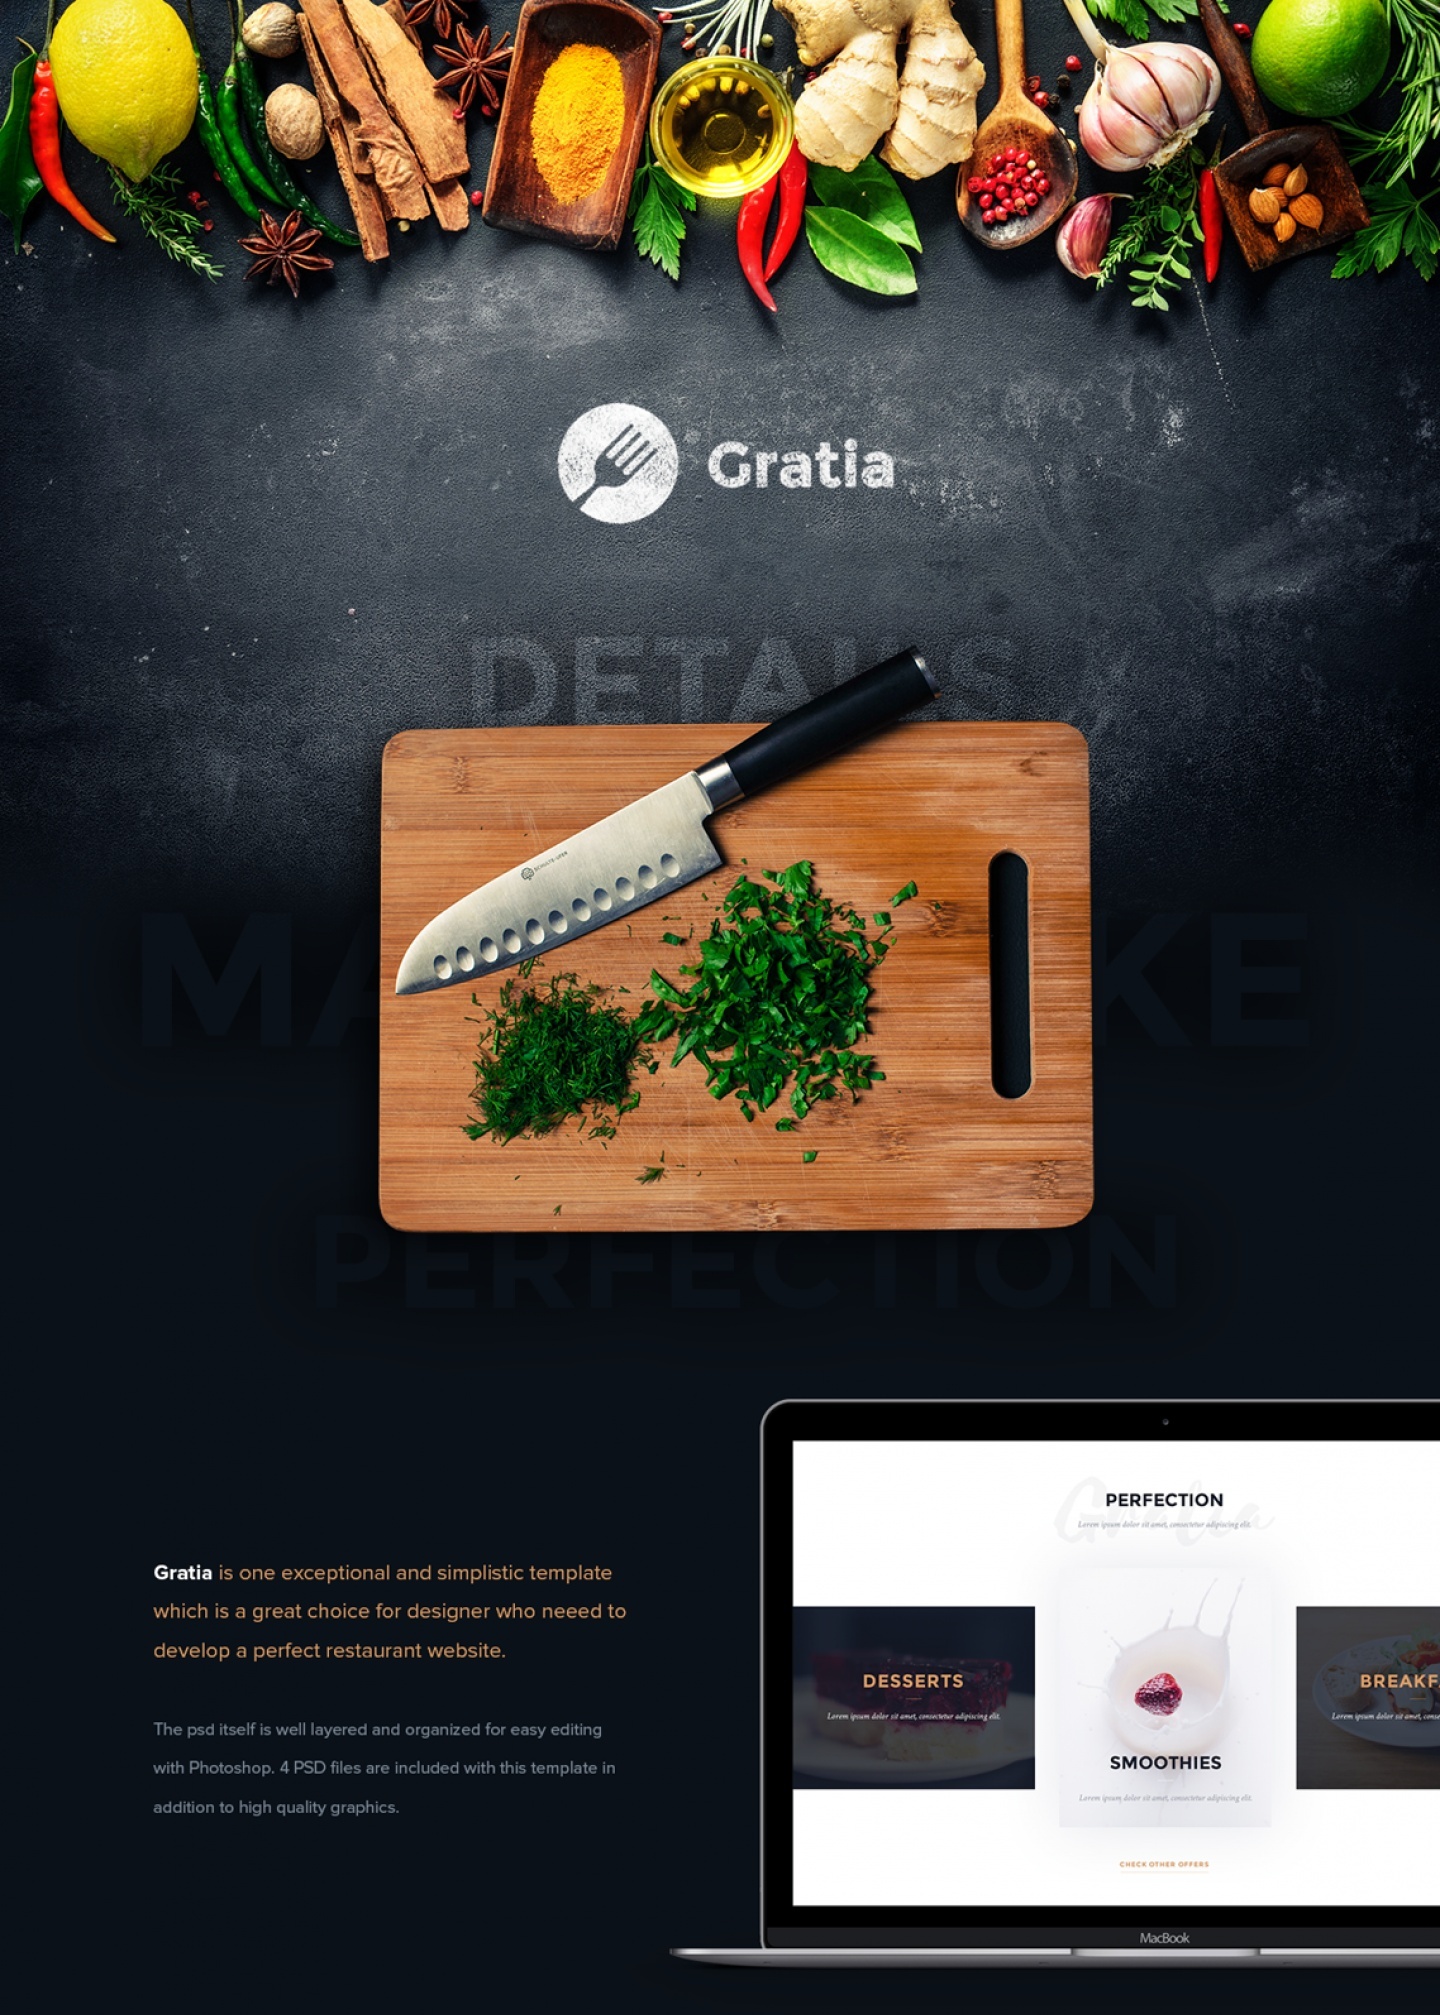 Gratia
DETAILS
MAKE
PERFECTION
Gratia is one exceptional and simplistic template
which is a great choice for designer who neeed to
develop a perfect restaurant website.
The psd itself is well layered and organized for easy editing
with Photoshop. 4 PSD files are included with this template in
addition to high quality graphics.
Gratia
PERFECTION
Lorem ipsum dolor sit amet, consectetur adipiscing elit.
DESSERTS
Lorem ipsum dolor sit amet, consectetur adipiscing elit.
SMOOTHIES
Lorem ipsum dolor sit amet, consectetur adipiscing elit.
BREAKF
Lorem ipsum dolor sit amet, conse
CHECK OTHER OFFERS
MacBook